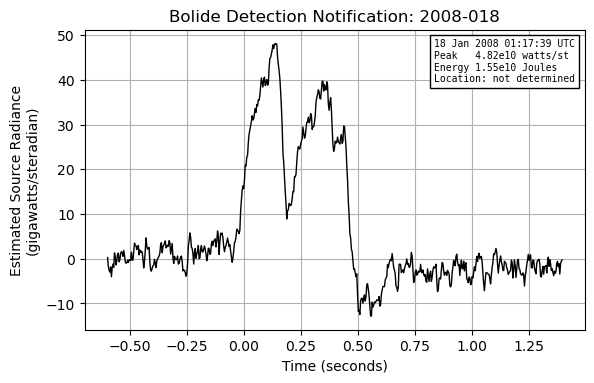 Bolide Detection Notification: 2008-018
18 Jan 2008 01:17:39 UTC
Peak   4.82e10 watts/st
Energy 1.55e10 Joules
Location: not determined
Estimated Source Radiance
(gigawatts/steradian)
50
40
30
20
10
0
−10
−0.50 −0.25 0.00 0.25 0.50 0.75 1.00 1.25
Time (seconds)